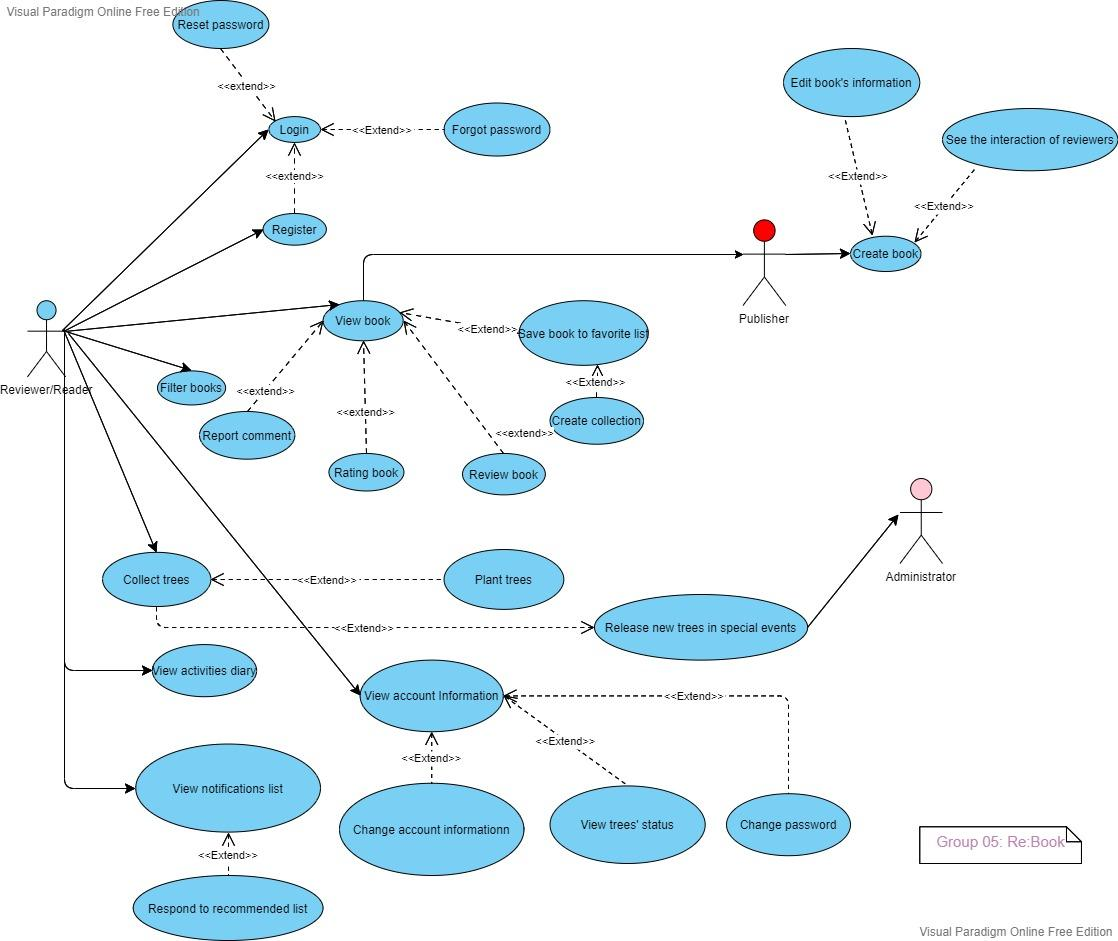 Visual Paradigm Online Free Edition
Reset password
<<extend>>
Login
<<Extend>>
Forgot password
<<extend>>
Register
Edit book's information
See the interaction of reviewers
<<Extend>>
<<Extend>>
Create book
Publisher
View book
<<Extend>>
Save book to favorite list
<<Extend>>
Create collection
Reviewer/Reader
Filter books
<<extend>>
Report comment
<<extend>>
Rating book
<<extend>>
Review book
Administrator
Collect trees
<<Extend>>
Plant trees
<<Extend>>
Release new trees in special events
View activities diary
View account Information
<<Extend>>
<<Extend>>
<<Extend>>
View notifications list
Change account informationn
View trees' status
Change password
<<Extend>>
Respond to recommended list
Group 05: Re:Book
Visual Paradigm Online Free Edition